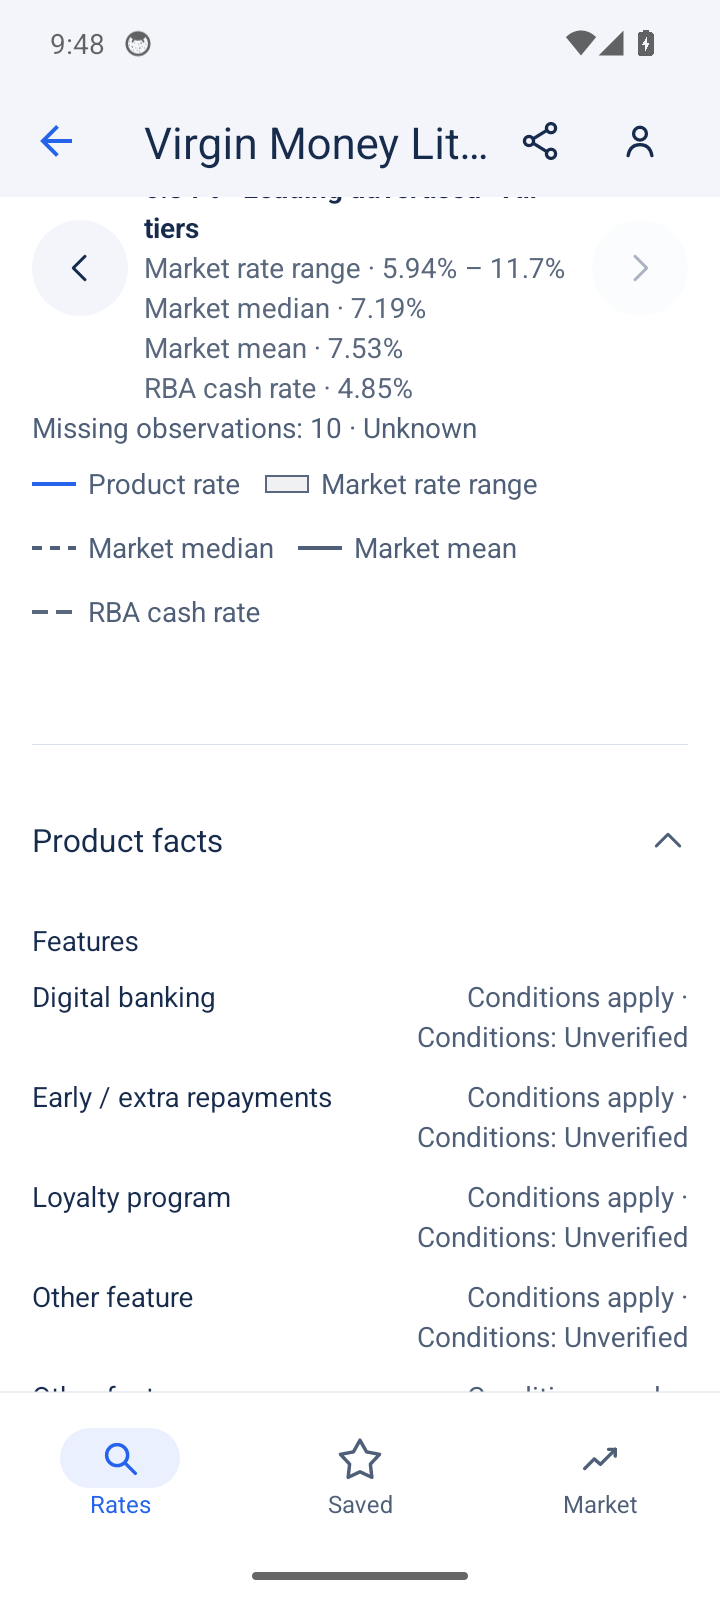 9:48
Virgin Money Lit...
tiers
Market rate range · 5.94% – 11.7%
Market median · 7.19%
Market mean · 7.53%
RBA cash rate · 4.85%
Missing observations: 10 · Unknown
Product rate Market rate range
Market median Market mean
RBA cash rate
Product facts
Features
Digital banking Conditions apply ·
Conditions: Unverified
Early / extra repayments Conditions apply ·
Conditions: Unverified
Loyalty program Conditions apply ·
Conditions: Unverified
Other feature Conditions apply ·
Conditions: Unverified
Rates Saved Market